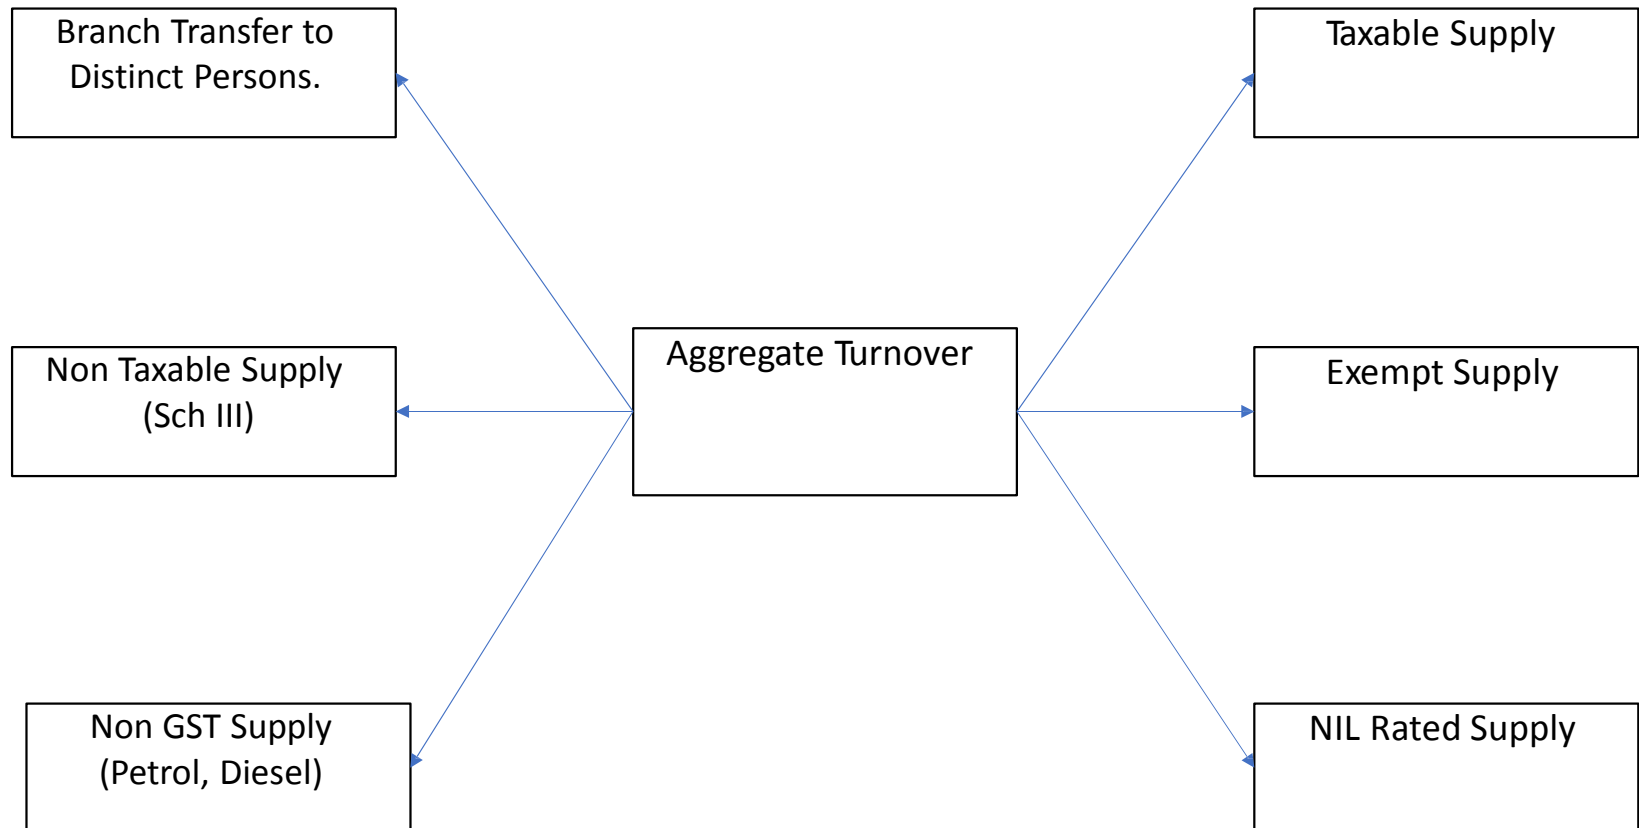 Branch Transfer to
Distinct Persons.
Taxable Supply
Non Taxable Supply
(Sch III)
Aggregate Turnover
Exempt Supply
Non GST Supply
(Petrol, Diesel)
NIL Rated Supply